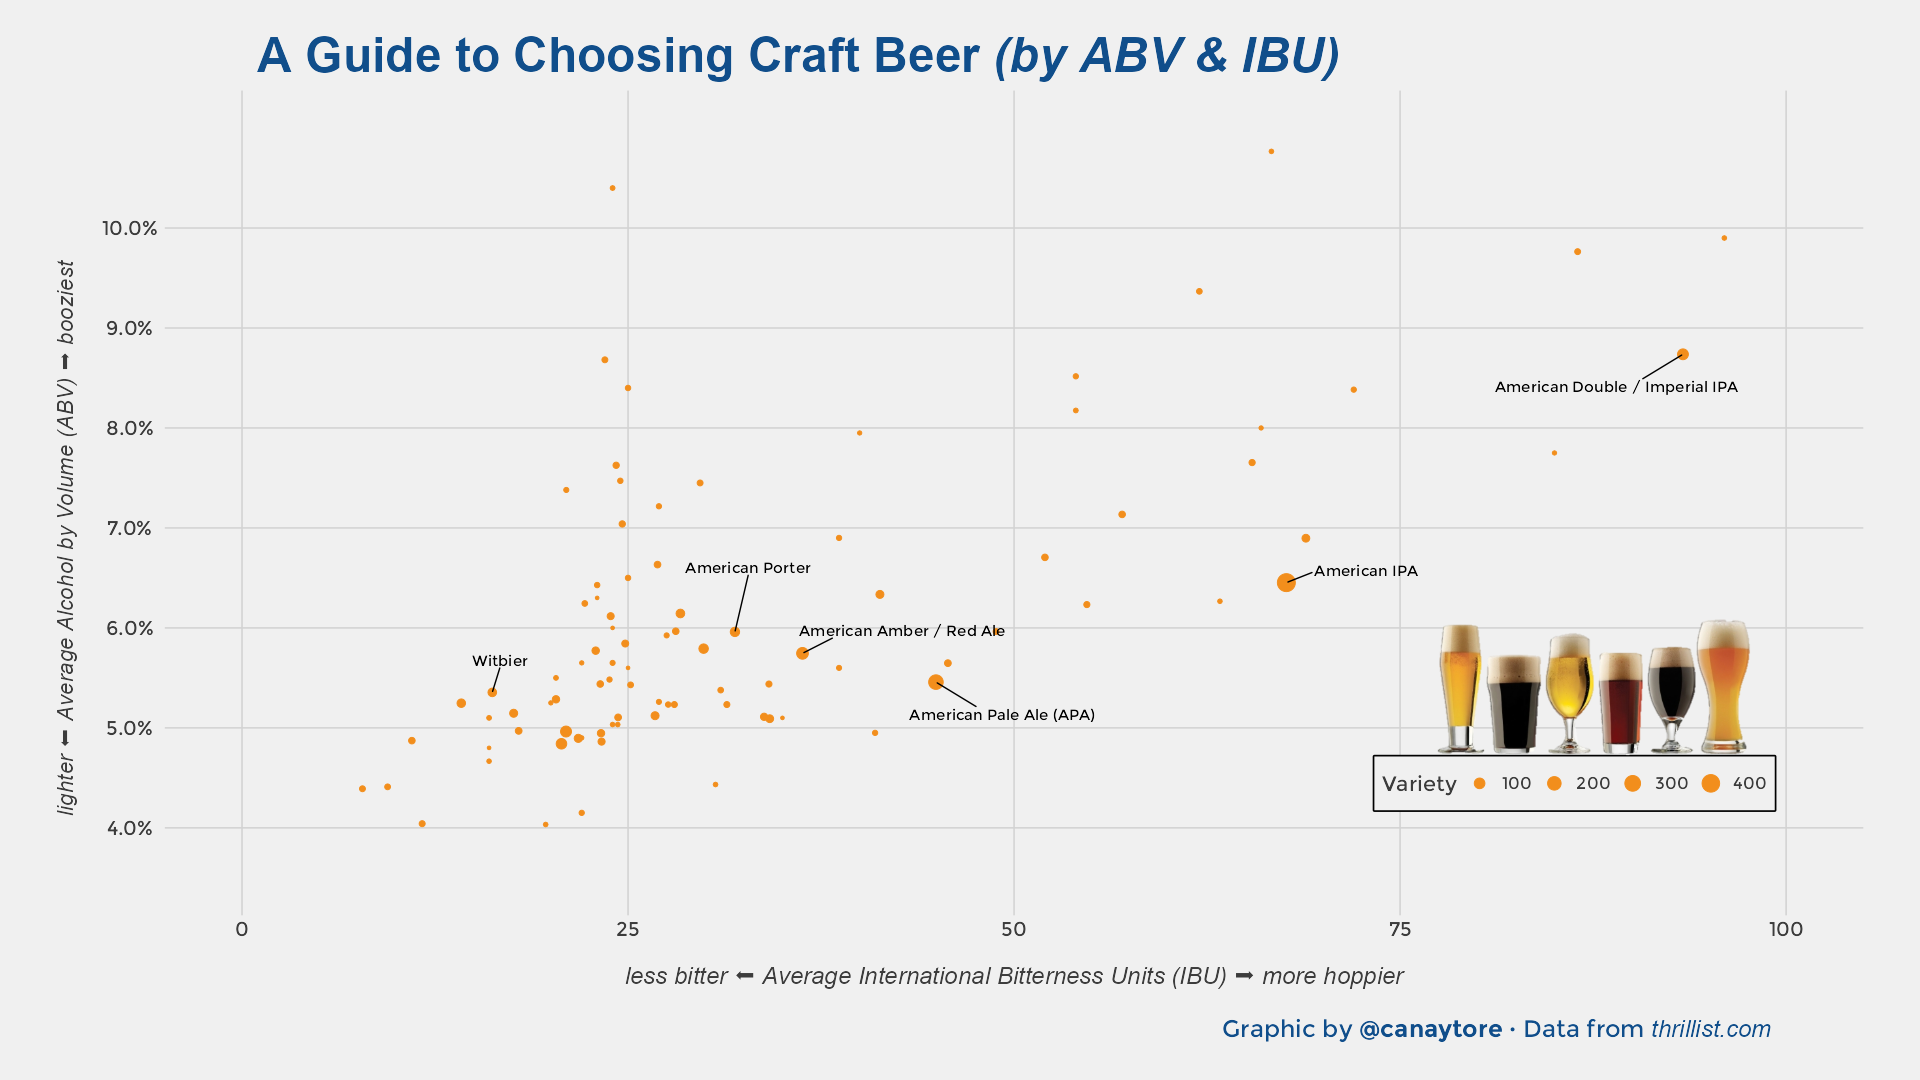 A Guide to Choosing Craft Beer (by ABV & IBU)
10.0%
9.0%
8.0%
7.0%
6.0%
5.0%
4.0%
lighter ⬅ Average Alcohol by Volume (ABV) ➡ booziest
American Double / Imperial IPA
American Porter
American IPA
American Amber / Red Ale
Witbier
American Pale Ale (APA)
Variety 100 200 300 400
0 25 50 75 100
less bitter ⬅ Average International Bitterness Units (IBU) ➡ more hoppier
Graphic by @canaytore · Data from thrillist.com